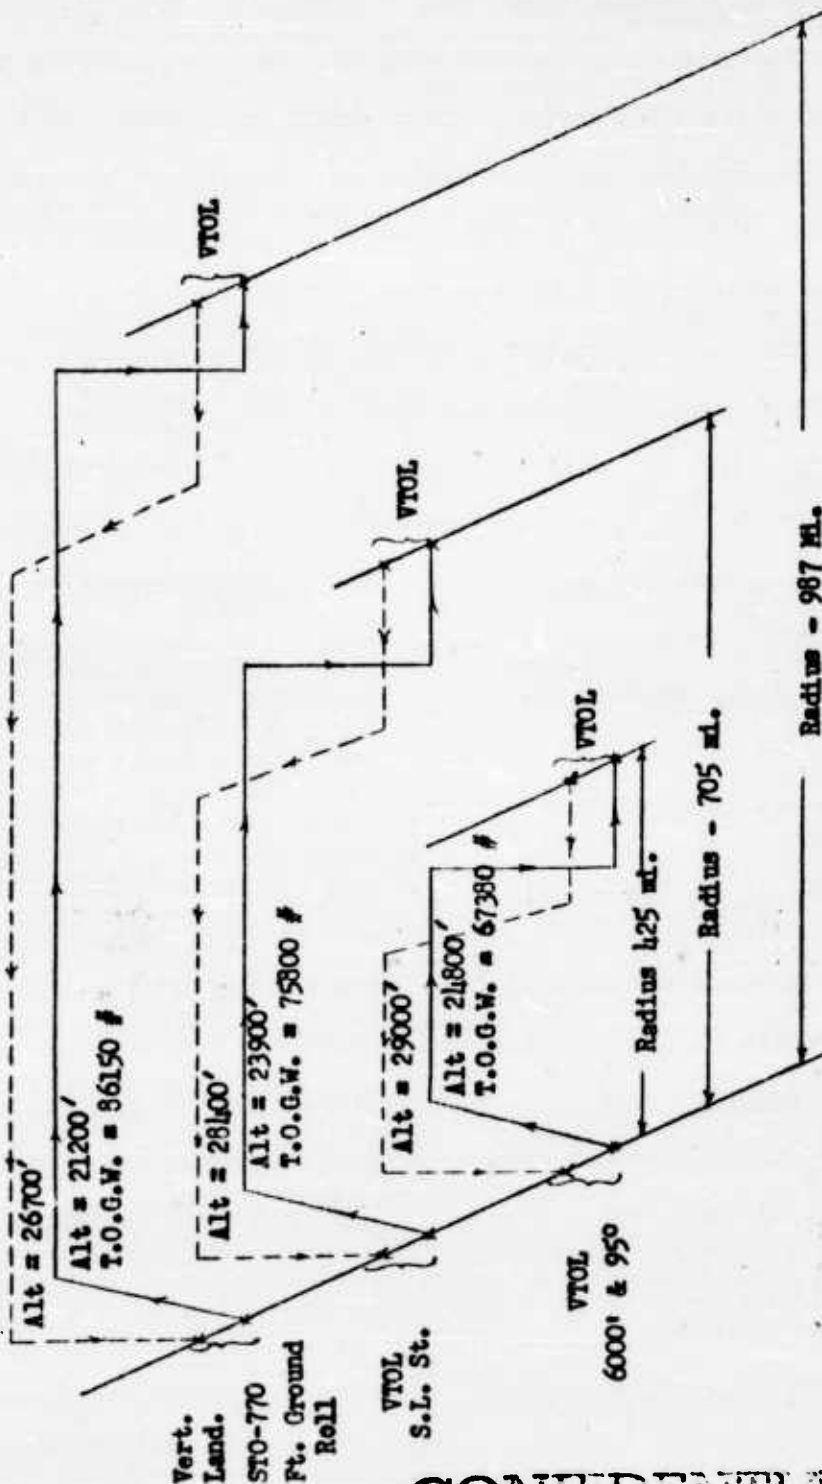 Alt = 26700'
Alt = 21200'
T.O.G.W. = 86150 #
VTOL
Vert.
Land.
STO-770
Ft. Ground
Roll
Alt = 28400'
Alt = 23900'
T.O.G.W. = 75800 #
VTOL
VTOL
S.L. St.
Alt = 29000'
Alt = 24800'
T.O.G.W. = 67380 #
VTOL
VTOL
6000' & 95°
Radius 425 mi.
Radius - 705 mi.
Radius - 987 Mi.